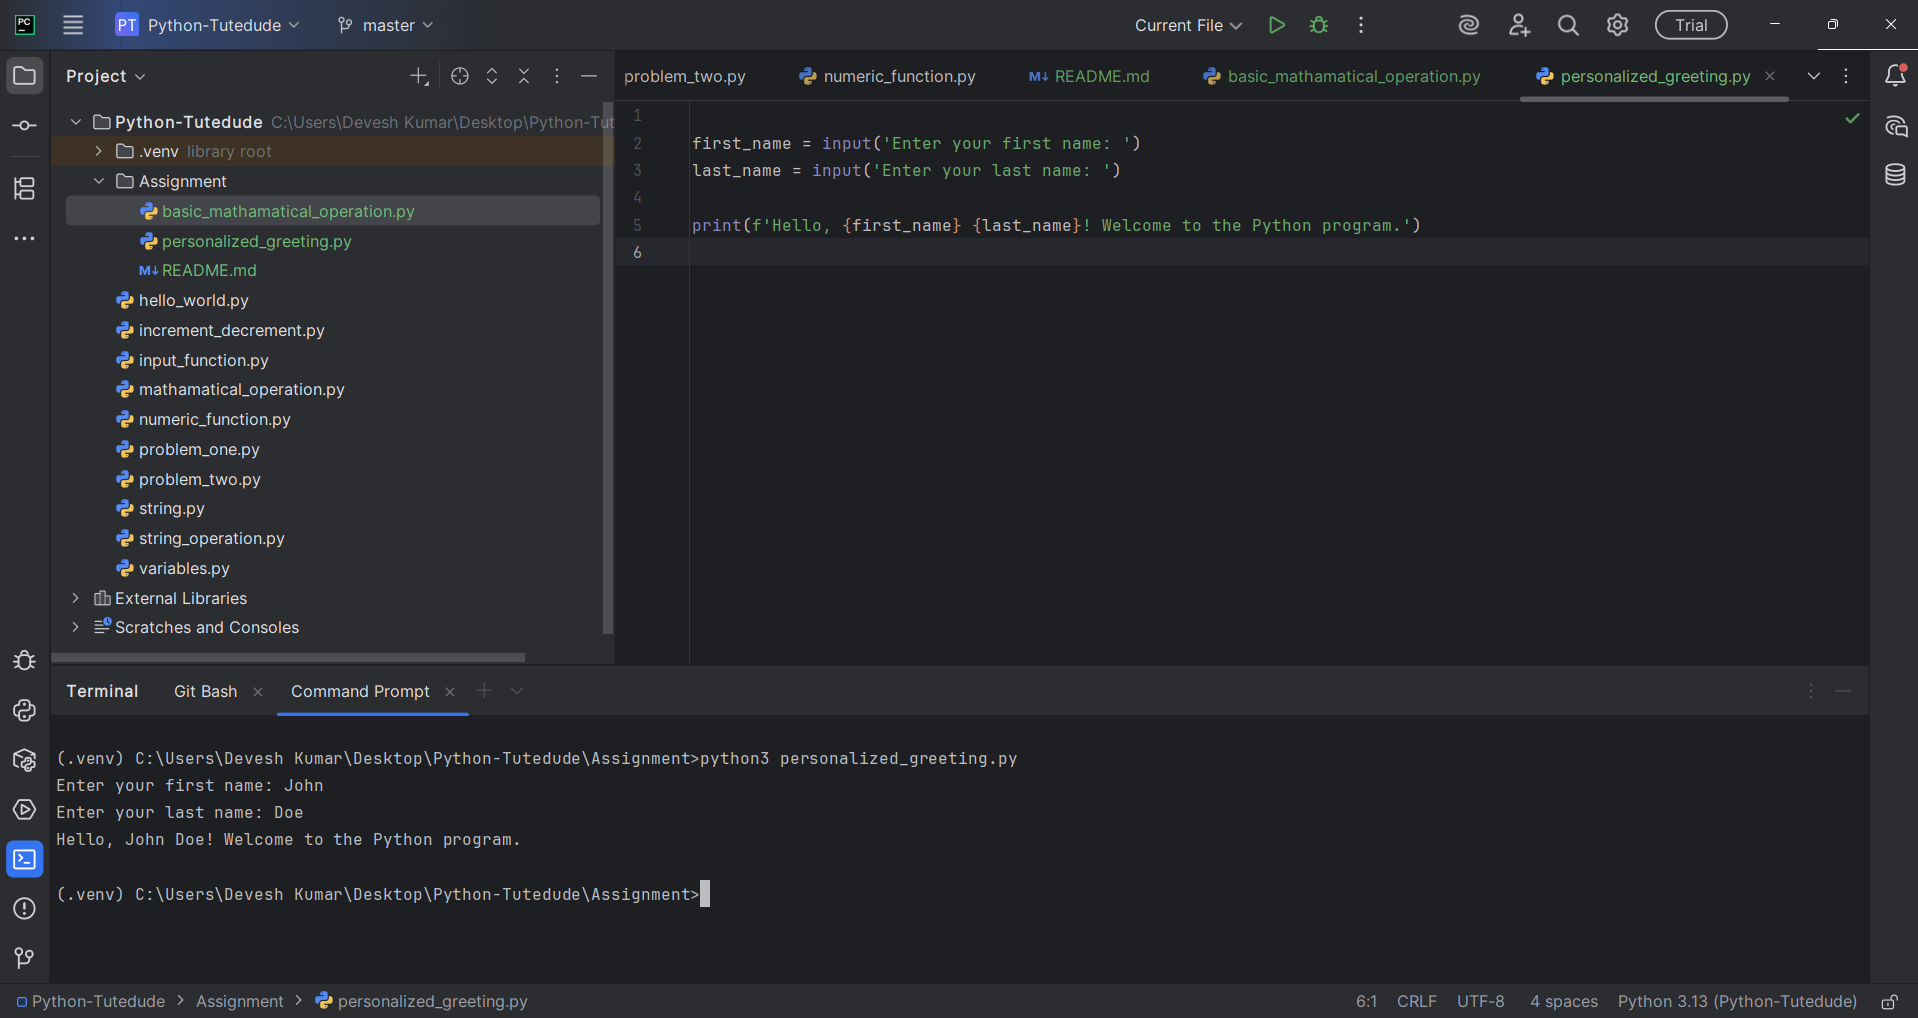 PC
PT Python-Tutedude master Current File Trial
Project
problem_two.py numeric_function.py M↓ README.md basic_mathamatical_operation.py personalized_greeting.py
Python-Tutedude C:\Users\Devesh Kumar\Desktop\Python-Tut
.venv library root
Assignment
basic_mathamatical_operation.py
personalized_greeting.py
M↓ README.md
hello_world.py
increment_decrement.py
input_function.py
mathamatical_operation.py
numeric_function.py
problem_one.py
problem_two.py
string.py
string_operation.py
variables.py
External Libraries
Scratches and Consoles
1
2 first_name = input('Enter your first name: ')
3 last_name = input('Enter your last name: ')
4
5 print(f'Hello, {first_name} {last_name}! Welcome to the Python program.')
6
Terminal Git Bash Command Prompt
(.venv) C:\Users\Devesh Kumar\Desktop\Python-Tutedude\Assignment>python3 personalized_greeting.py
Enter your first name: John
Enter your last name: Doe
Hello, John Doe! Welcome to the Python program.
(.venv) C:\Users\Devesh Kumar\Desktop\Python-Tutedude\Assignment>
Python-Tutedude > Assignment > personalized_greeting.py 6:1 CRLF UTF-8 4 spaces Python 3.13 (Python-Tutedude)